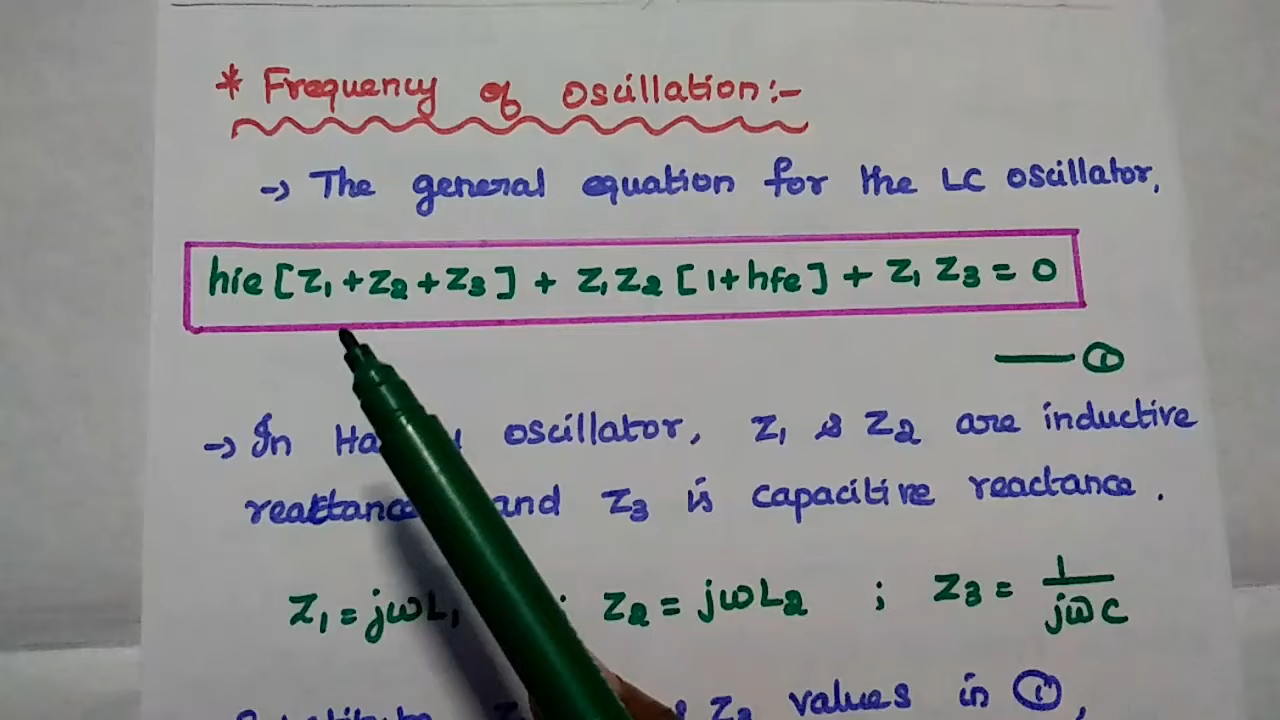 * Frequency of Oscillation:-
→ The general equation for the LC oscillator,
hie [Z₁+Z₂+Z₃] + Z₁Z₂ [1+hfe] + Z₁ Z₃ = 0
—— ①
→ In oscillator, Z₁ & Z₂ are inductive
and Z₃ is capacitive reactance.
Z₁ = jωL₁ ; Z₂ = jωL₂ ; Z₃ = 1/jωC
Z₃ values in ①,